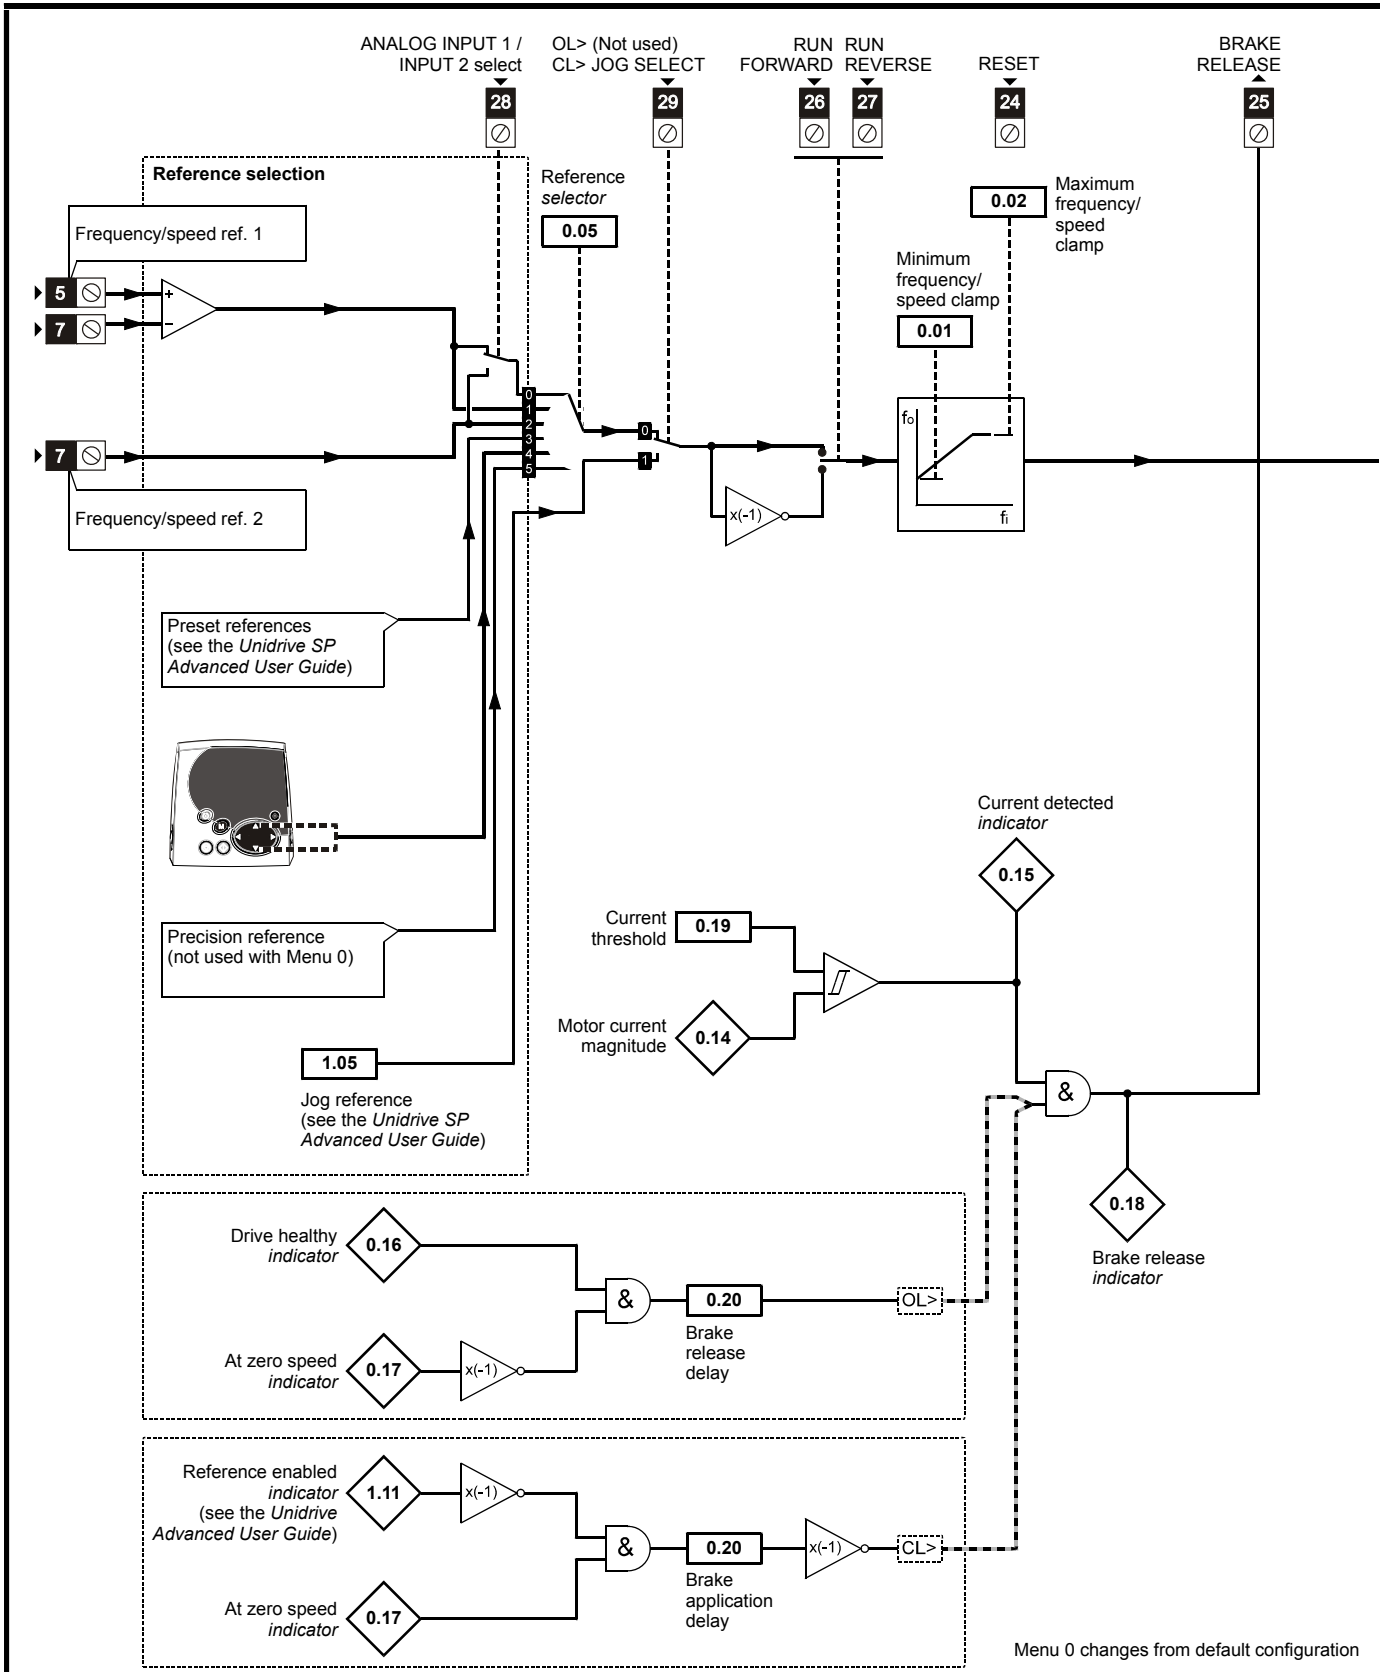 ANALOG INPUT 1 /
INPUT 2 select
28
OL> (Not used)
CL> JOG SELECT
29
RUN
FORWARD
26
RUN
REVERSE
27
RESET
24
BRAKE
RELEASE
25
Reference selection
Reference
selector
0.05
Maximum
frequency/
speed
clamp
0.02
Minimum
frequency/
speed clamp
0.01
Frequency/speed ref. 1
5
7
+
−
0
1
2
3
4
5
0
1
x(-1)
fo
fi
7
Frequency/speed ref. 2
Preset references
(see the Unidrive SP
Advanced User Guide)
M
Precision reference
(not used with Menu 0)
1.05
Jog reference
(see the Unidrive SP
Advanced User Guide)
Current detected
indicator
0.15
Current
threshold
0.19
Motor current
magnitude
0.14
&
0.18
Brake release
indicator
Drive healthy
indicator
0.16
At zero speed
indicator
0.17
x(-1)
&
0.20
Brake
release
delay
OL>
Reference enabled
indicator
(see the Unidrive
Advanced User Guide)
1.11
x(-1)
At zero speed
indicator
0.17
&
0.20
Brake
application
delay
x(-1)
CL>
Menu 0 changes from default configuration